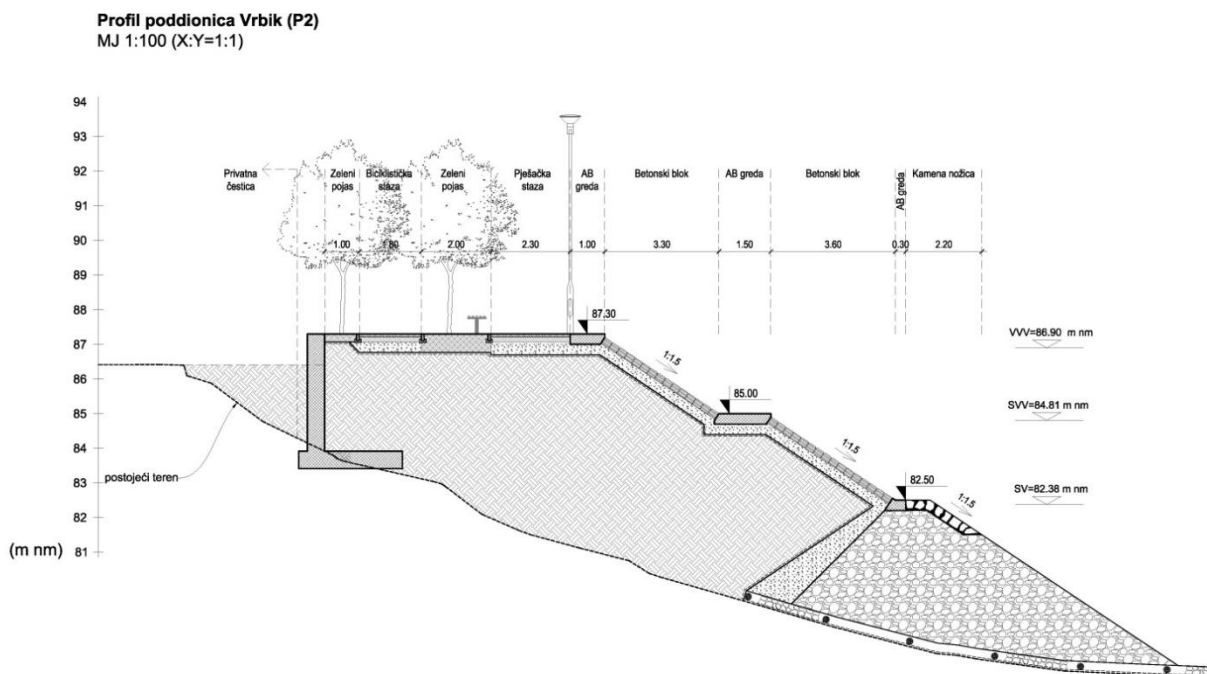 Profil poddionica Vrbik (P2)
MJ 1:100 (X:Y=1:1)
94
93
92
91
90
89
88
87
86
85
84
83
82
81
(m nm)
Privatna
čestica
Zeleni
pojas
Biciklistička
staza
Zeleni
pojas
Pješačka
staza
AB
greda
Betonski blok
AB greda
Betonski blok
AB greda
Kamena nožica
1.00
1.80
2.00
2.30
1.00
3.30
1.50
3.60
0.30
2.20
87.30
1:1.5
85.00
1:1.5
82.50
1:1.5
VVV=86.90 m nm
SVV=84.81 m nm
SV=82.38 m nm
postojeći teren